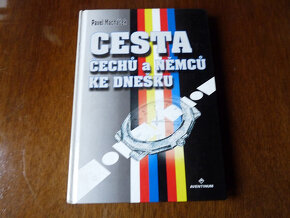 Pavel Macháček
CESTA
ČECHŮ a NĚMCŮ
KE DNEŠKU
AVENTINUM